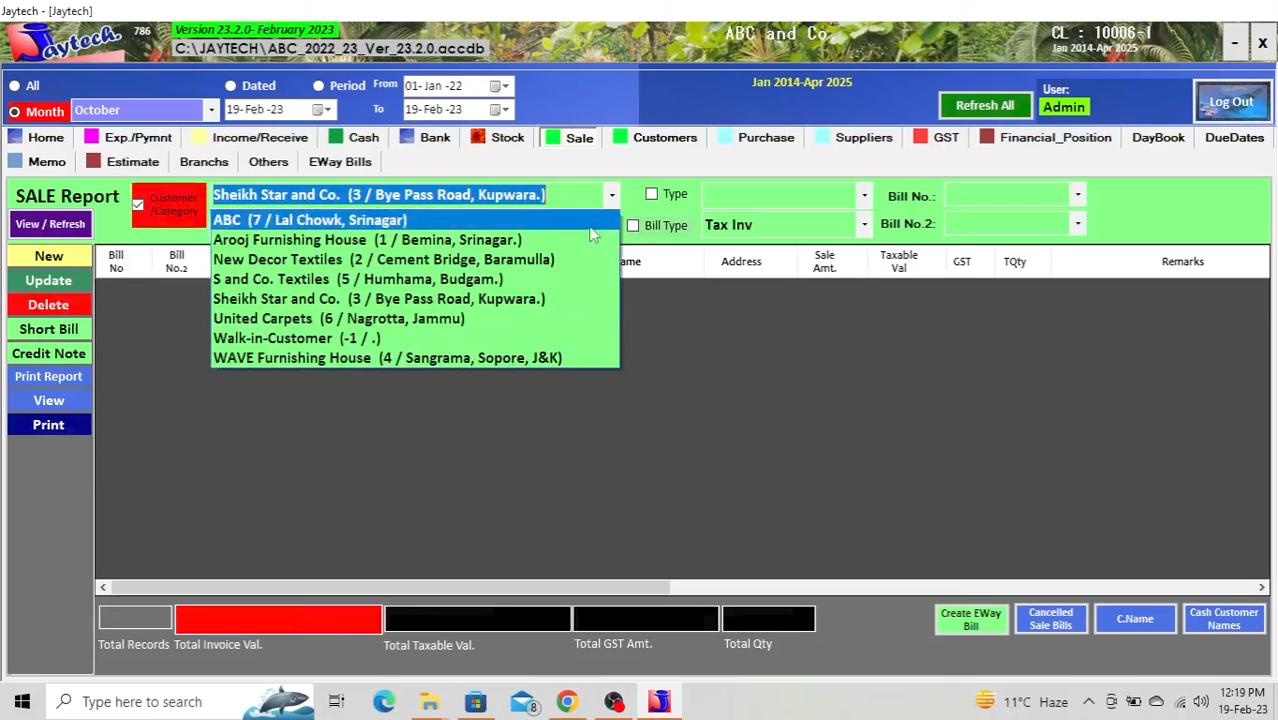 Jaytech - [Jaytech]
Jaytech. 786 Version 23.2.0- February 2023 ABC and Co. CL : 10006-1
C:\JAYTECH\ABC_2022_23_Ver_23.2.0.accdb Jan 2014-Apr 2025 - X
All Dated Period From 01- Jan -22 Jan 2014-Apr 2025 User:
Month October 19-Feb -23 To 19-Feb -23 Refresh All Admin Log Out
Home Exp./Pymnt Income/Receive Cash Bank Stock Sale Customers Purchase Suppliers GST Financial_Position DayBook DueDates
Memo Estimate Branchs Others EWay Bills
SALE Report Customer /Category Sheikh Star and Co. (3 / Bye Pass Road, Kupwara.) Type Bill No.:
View / Refresh ABC (7 / Lal Chowk, Srinagar) Bill Type Tax Inv Bill No.2:
Arooj Furnishing House (1 / Bemina, Srinagar.)
New Decor Textiles (2 / Cement Bridge, Baramulla)
S and Co. Textiles (5 / Humhama, Budgam.)
Sheikh Star and Co. (3 / Bye Pass Road, Kupwara.)
United Carpets (6 / Nagrotta, Jammu)
Walk-in-Customer (-1 / .)
WAVE Furnishing House (4 / Sangrama, Sopore, J&K)
New Bill No Bill No.2 ame Address Sale Amt. Taxable Val GST TQty Remarks
Update
Delete
Short Bill
Credit Note
Print Report
View
Print
Create EWay Bill Cancelled Sale Bills C.Name Cash Customer Names
Total Records Total Invoice Val. Total Taxable Val. Total GST Amt. Total Qty
Type here to search 8 11°C Haze 12:19 PM
19-Feb-23